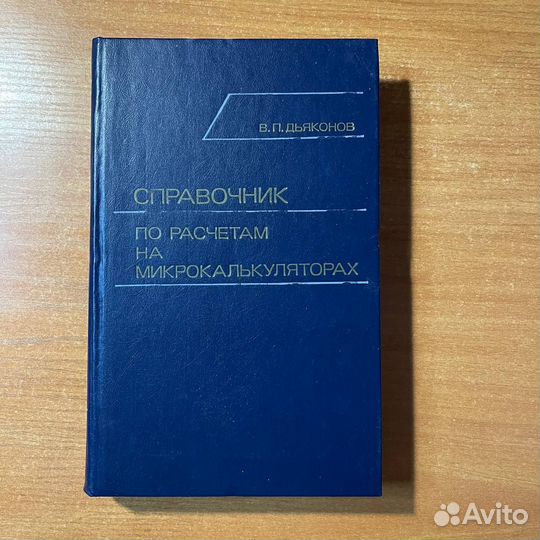 В. П. ДЬЯКОНОВ
СПРАВОЧНИК
ПО РАСЧЕТАМ
НА
МИКРОКАЛЬКУЛЯТОРАХ
Avito